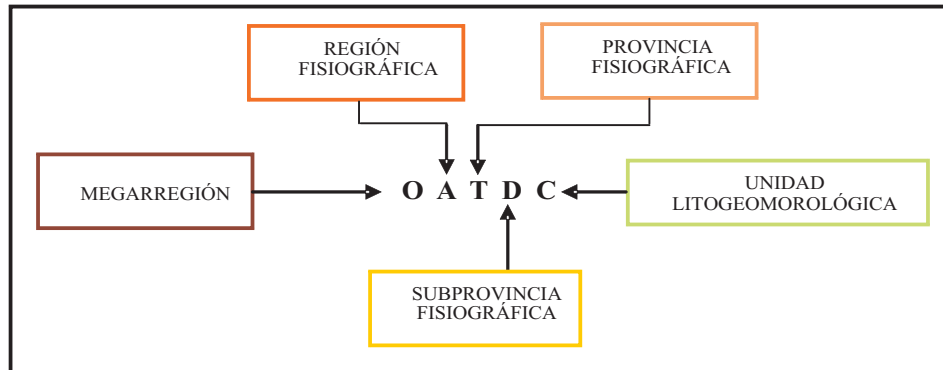 REGIÓN
FISIOGRÁFICA
PROVINCIA
FISIOGRÁFICA
MEGARREGIÓN
O A T D C
UNIDAD
LITOGEOMOROLÓGICA
SUBPROVINCIA
FISIOGRÁFICA